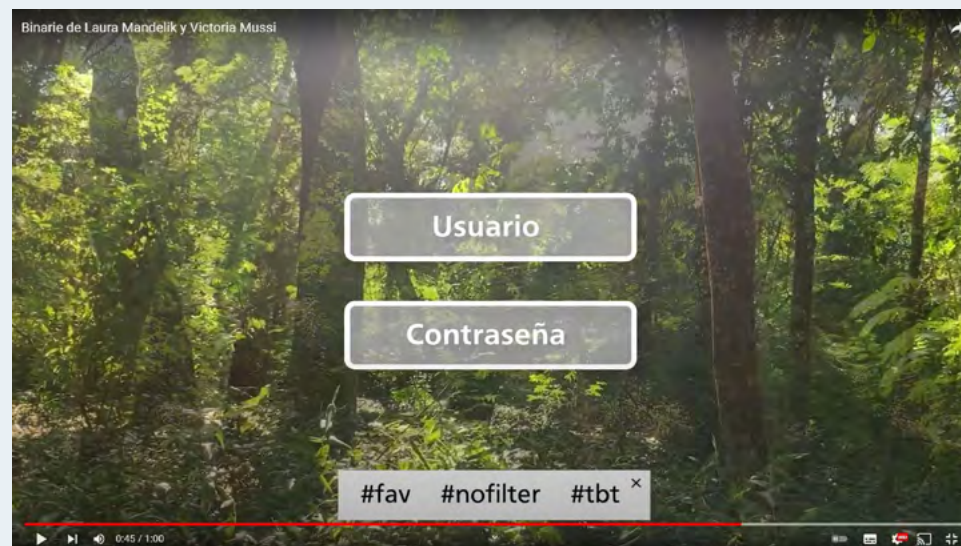 Binarie de Laura Mandelik y Victoria Mussi
Usuario
Contraseña
#fav #nofilter #tbt ×
0:45 / 1:00